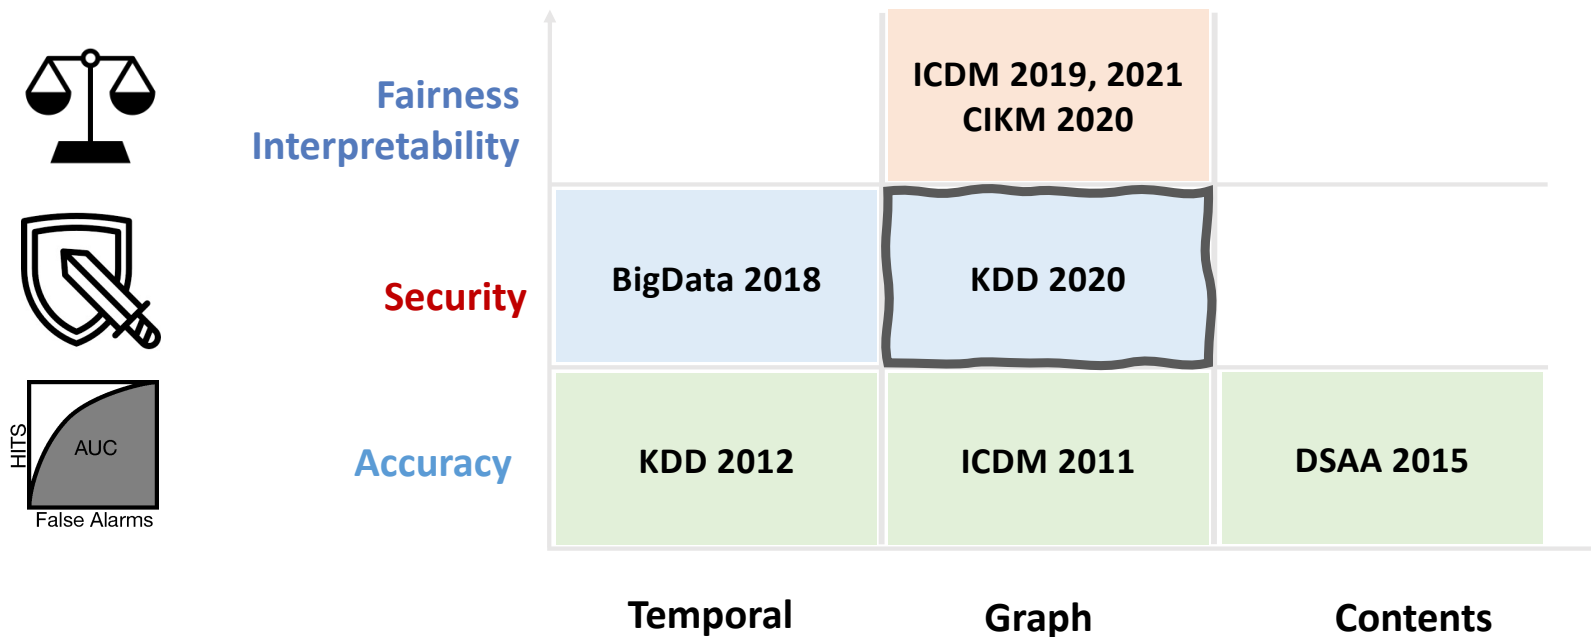 Fairness
Interpretability
ICDM 2019, 2021
CIKM 2020
Security
BigData 2018
KDD 2020
HITS
AUC
False Alarms
Accuracy
KDD 2012
ICDM 2011
DSAA 2015
Temporal
Graph
Contents